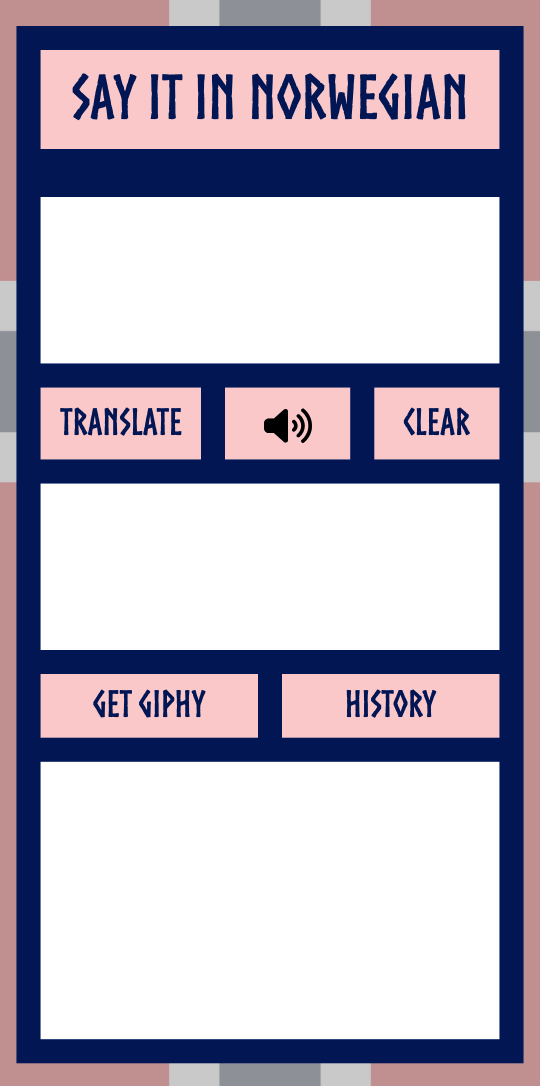 SAY IT IN NORWEGIAN
TRANSLATE
CLEAR
GET GIPHY
HISTORY